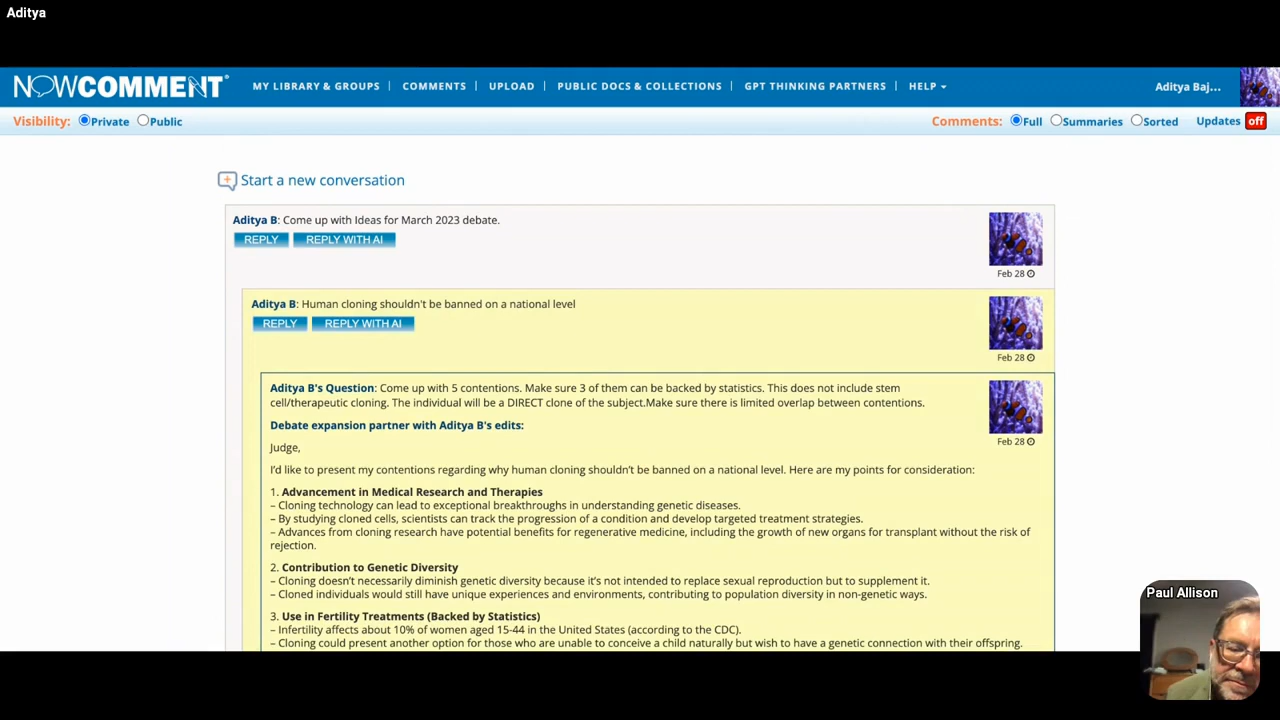 Aditya
NOWCOMMENT®
MY LIBRARY & GROUPS | COMMENTS | UPLOAD | PUBLIC DOCS & COLLECTIONS | GPT THINKING PARTNERS | HELP
Aditya Baj...
Visibility: Private Public
Comments: Full Summaries Sorted Updates off
Start a new conversation
Aditya B: Come up with Ideas for March 2023 debate.
REPLY REPLY WITH AI
Feb 28
Aditya B: Human cloning shouldn't be banned on a national level
REPLY REPLY WITH AI
Feb 28
Aditya B's Question: Come up with 5 contentions. Make sure 3 of them can be backed by statistics. This does not include stem
cell/therapeutic cloning. The individual will be a DIRECT clone of the subject.Make sure there is limited overlap between contentions.
Debate expansion partner with Aditya B's edits:
Feb 28
Judge,
I'd like to present my contentions regarding why human cloning shouldn't be banned on a national level. Here are my points for consideration:
1. Advancement in Medical Research and Therapies
– Cloning technology can lead to exceptional breakthroughs in understanding genetic diseases.
– By studying cloned cells, scientists can track the progression of a condition and develop targeted treatment strategies.
– Advances from cloning research have potential benefits for regenerative medicine, including the growth of new organs for transplant without the risk of
rejection.
2. Contribution to Genetic Diversity
– Cloning doesn't necessarily diminish genetic diversity because it's not intended to replace sexual reproduction but to supplement it.
– Cloned individuals would still have unique experiences and environments, contributing to population diversity in non-genetic ways.
3. Use in Fertility Treatments (Backed by Statistics)
– Infertility affects about 10% of women aged 15-44 in the United States (according to the CDC).
– Cloning could present another option for those who are unable to conceive a child naturally but wish to have a genetic connection with their offspring.
Paul Allison